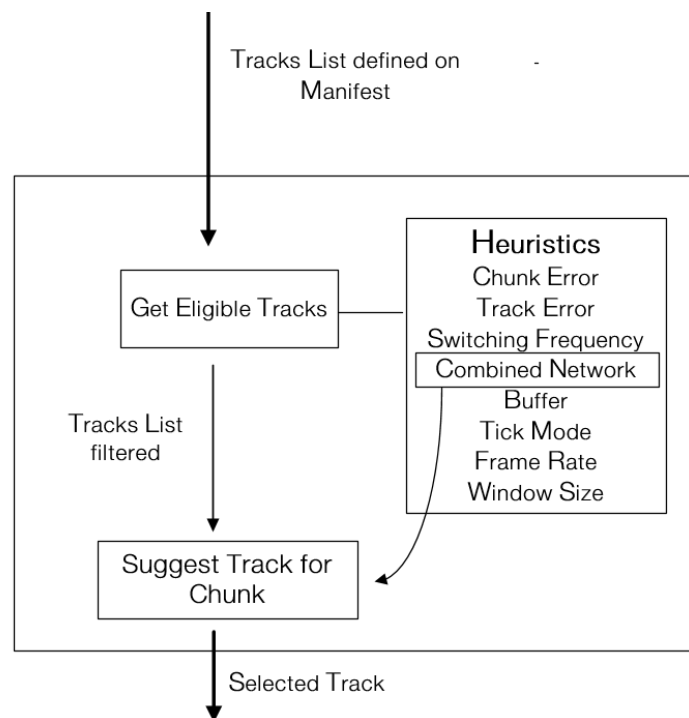 Tracks List defined on -
Manifest
Heuristics
Chunk Error
Get Eligible Tracks
Track Error
Switching Frequency
Combined Network
Buffer
Tick Mode
Frame Rate
Window Size
Tracks List
filtered
Suggest Track for
Chunk
Selected Track